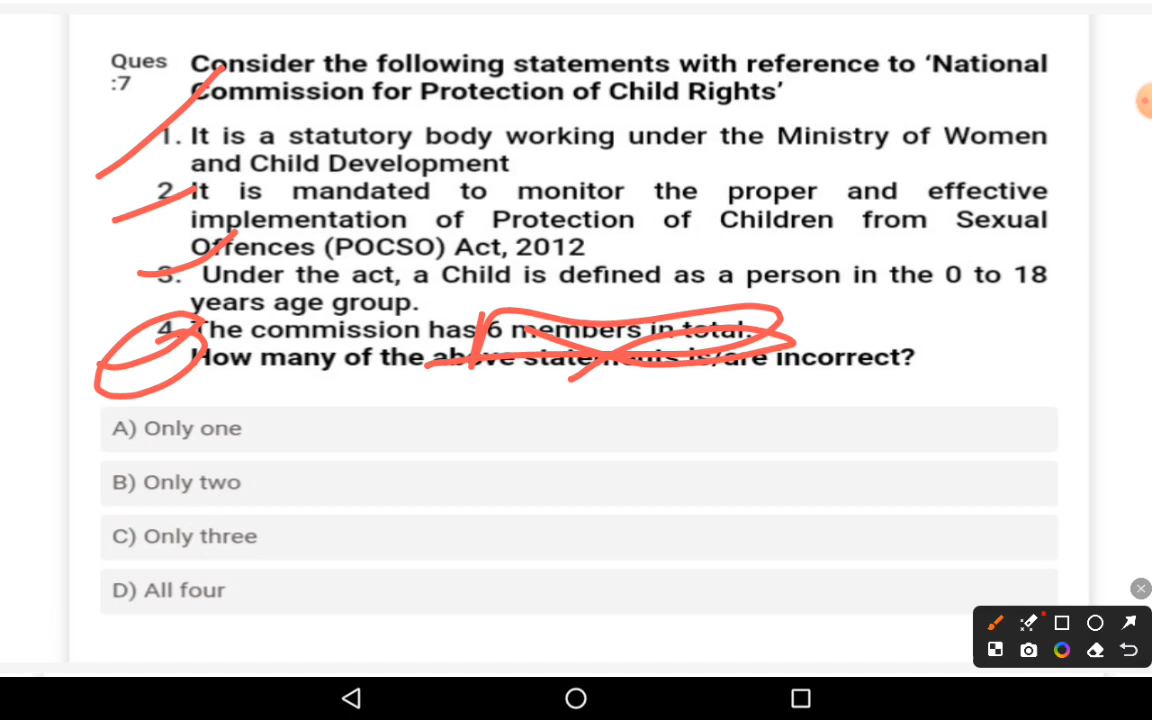 Ques Consider the following statements with reference to ‘National
:7 Commission for Protection of Child Rights’
1. It is a statutory body working under the Ministry of Women
and Child Development
2. It is mandated to monitor the proper and effective
implementation of Protection of Children from Sexual
Offences (POCSO) Act, 2012
3. Under the act, a Child is defined as a person in the 0 to 18
years age group.
4. The commission has 6 members in total.
How many of the above statements is/are incorrect?
A) Only one
B) Only two
C) Only three
D) All four